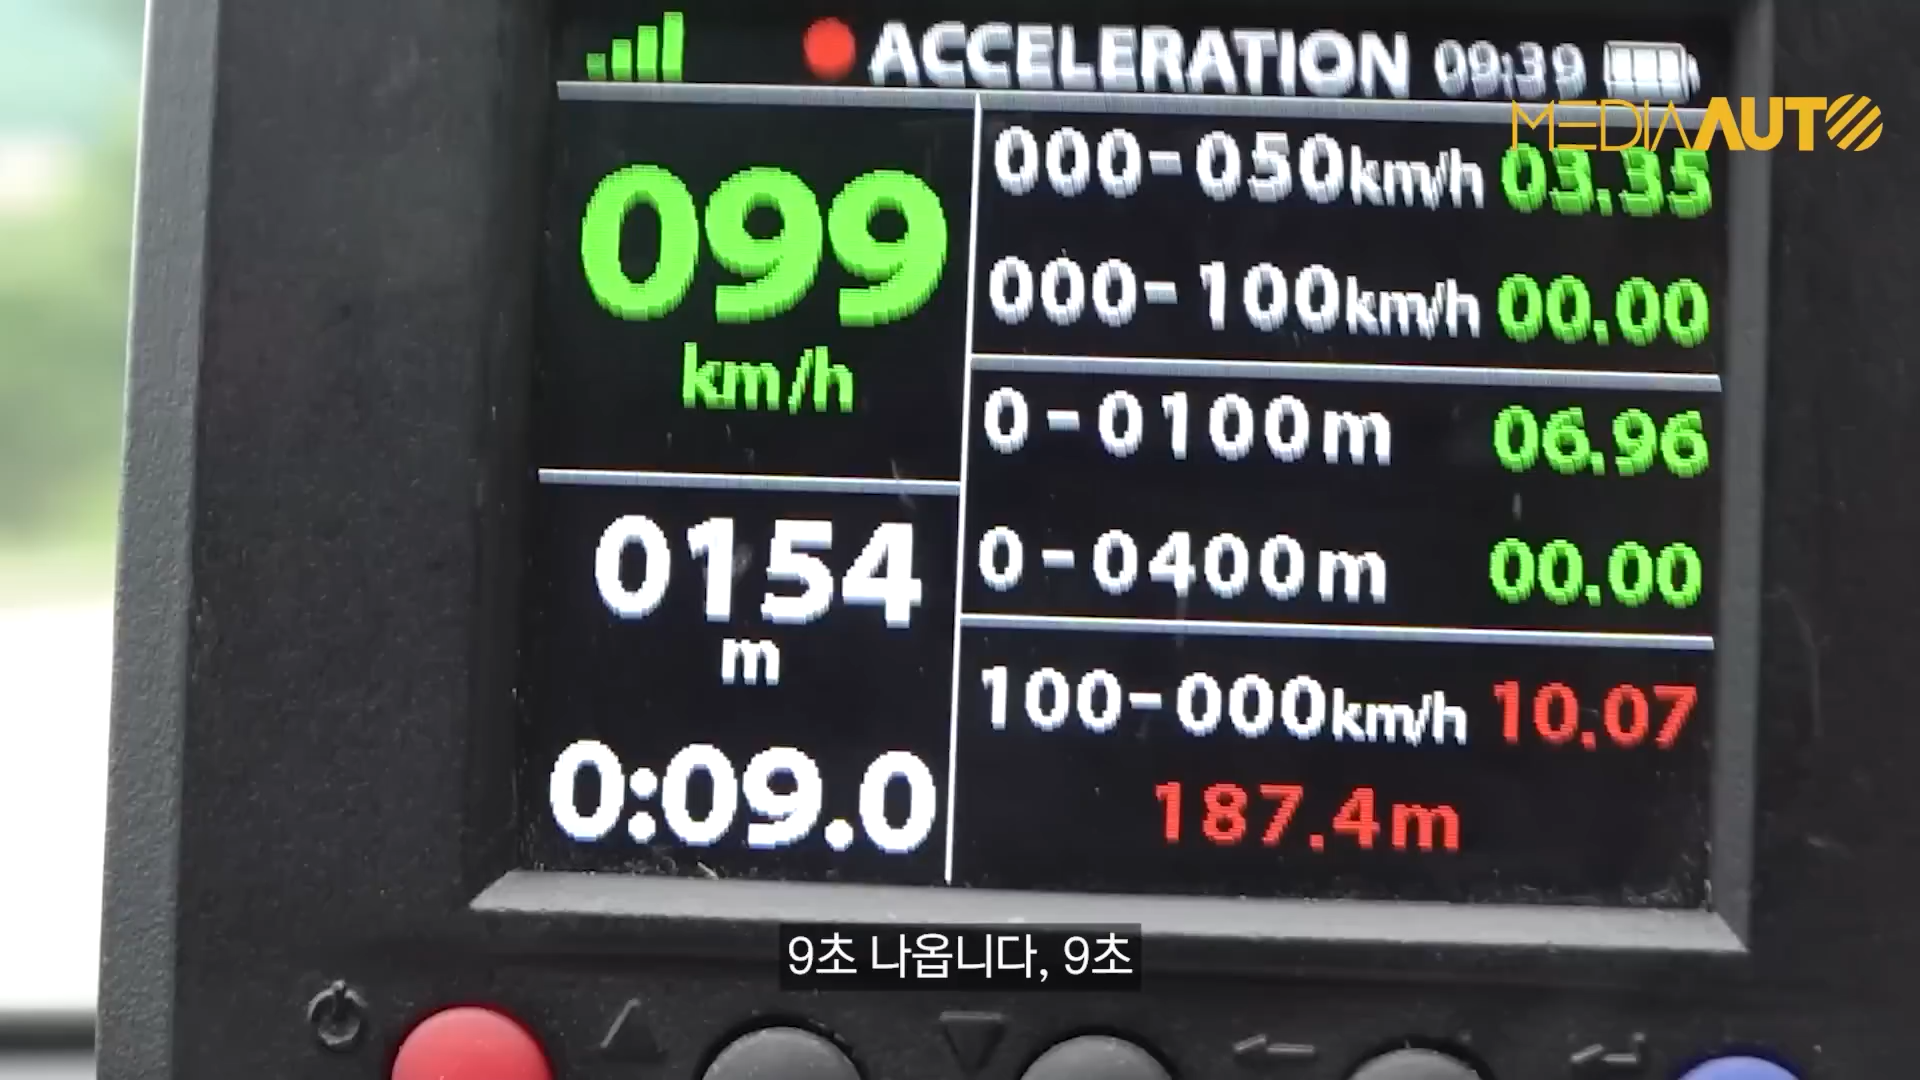 ACCELERATION 09:39
MEDIAAUTO
099
km/h
0154
m
0:09.0
000-050km/h 03.35
000-100km/h 00.00
0-0100m 06.96
0-0400m 00.00
100-000km/h 10.07
187.4m
9초 나옵니다, 9초